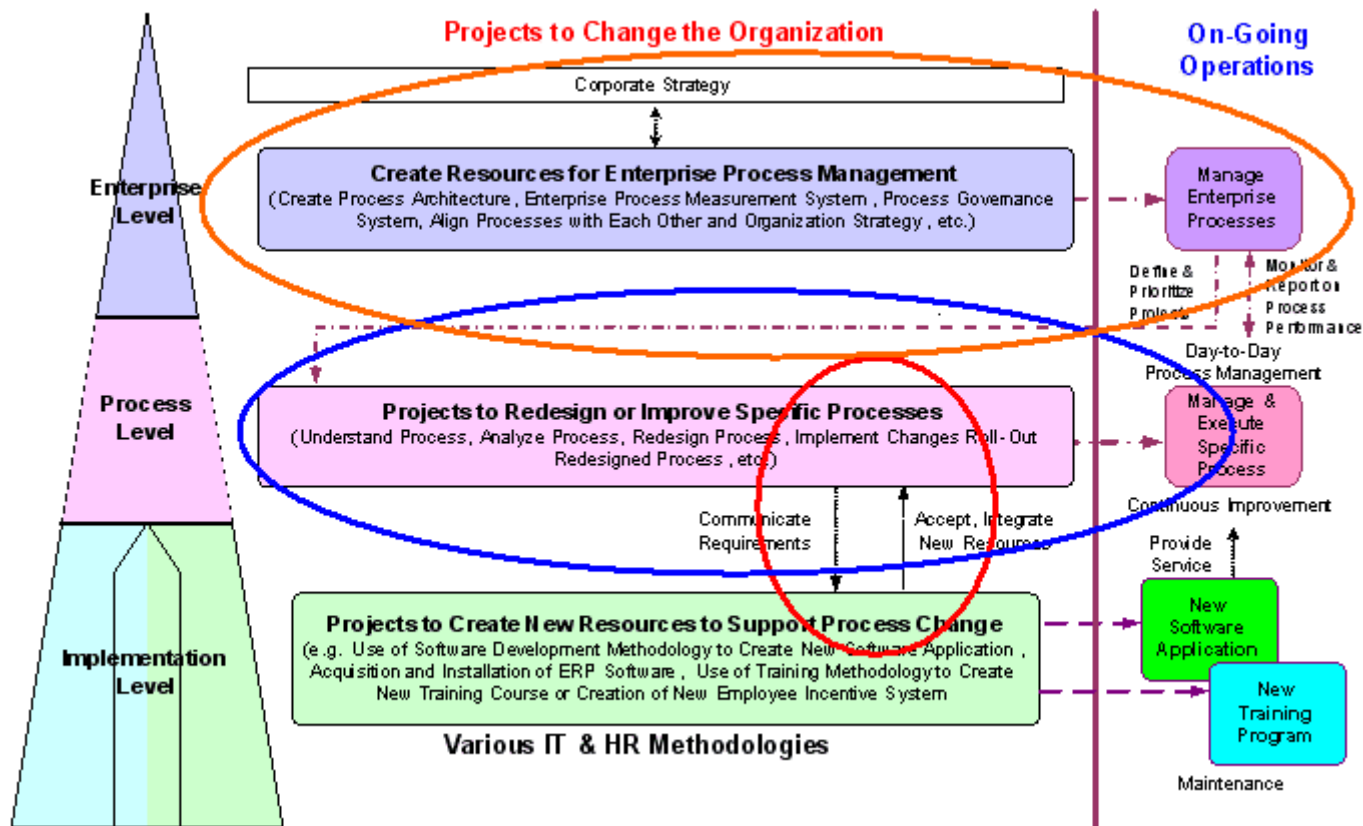 Projects to Change the Organization
On-Going
Operations
Corporate Strategy
Enterprise
Level
Create Resources for Enterprise Process Management
(Create Process Architecture, Enterprise Process Measurement System, Process Governance
System, Align Processes with Each Other and Organization Strategy, etc.)
Manage
Enterprise
Processes
Define &
Prioritize
Projects
Monitor &
Report on
Process
Performance
Day-to-Day
Process Management
Process
Level
Projects to Redesign or Improve Specific Processes
(Understand Process, Analyze Process, Redesign Process, Implement Changes Roll-Out
Redesigned Process, etc.)
Manage &
Execute
Specific
Process
Continuous Improvement
Communicate
Requirements
Accept, Integrate
New Resources
Provide
Service
Implementation
Level
Projects to Create New Resources to Support Process Change
(e.g. Use of Software Development Methodology to Create New Software Application,
Acquisition and Installation of ERP Software, Use of Training Methodology to Create
New Training Course or Creation of New Employee Incentive System
New
Software
Application
New
Training
Program
Various IT & HR Methodologies
Maintenance